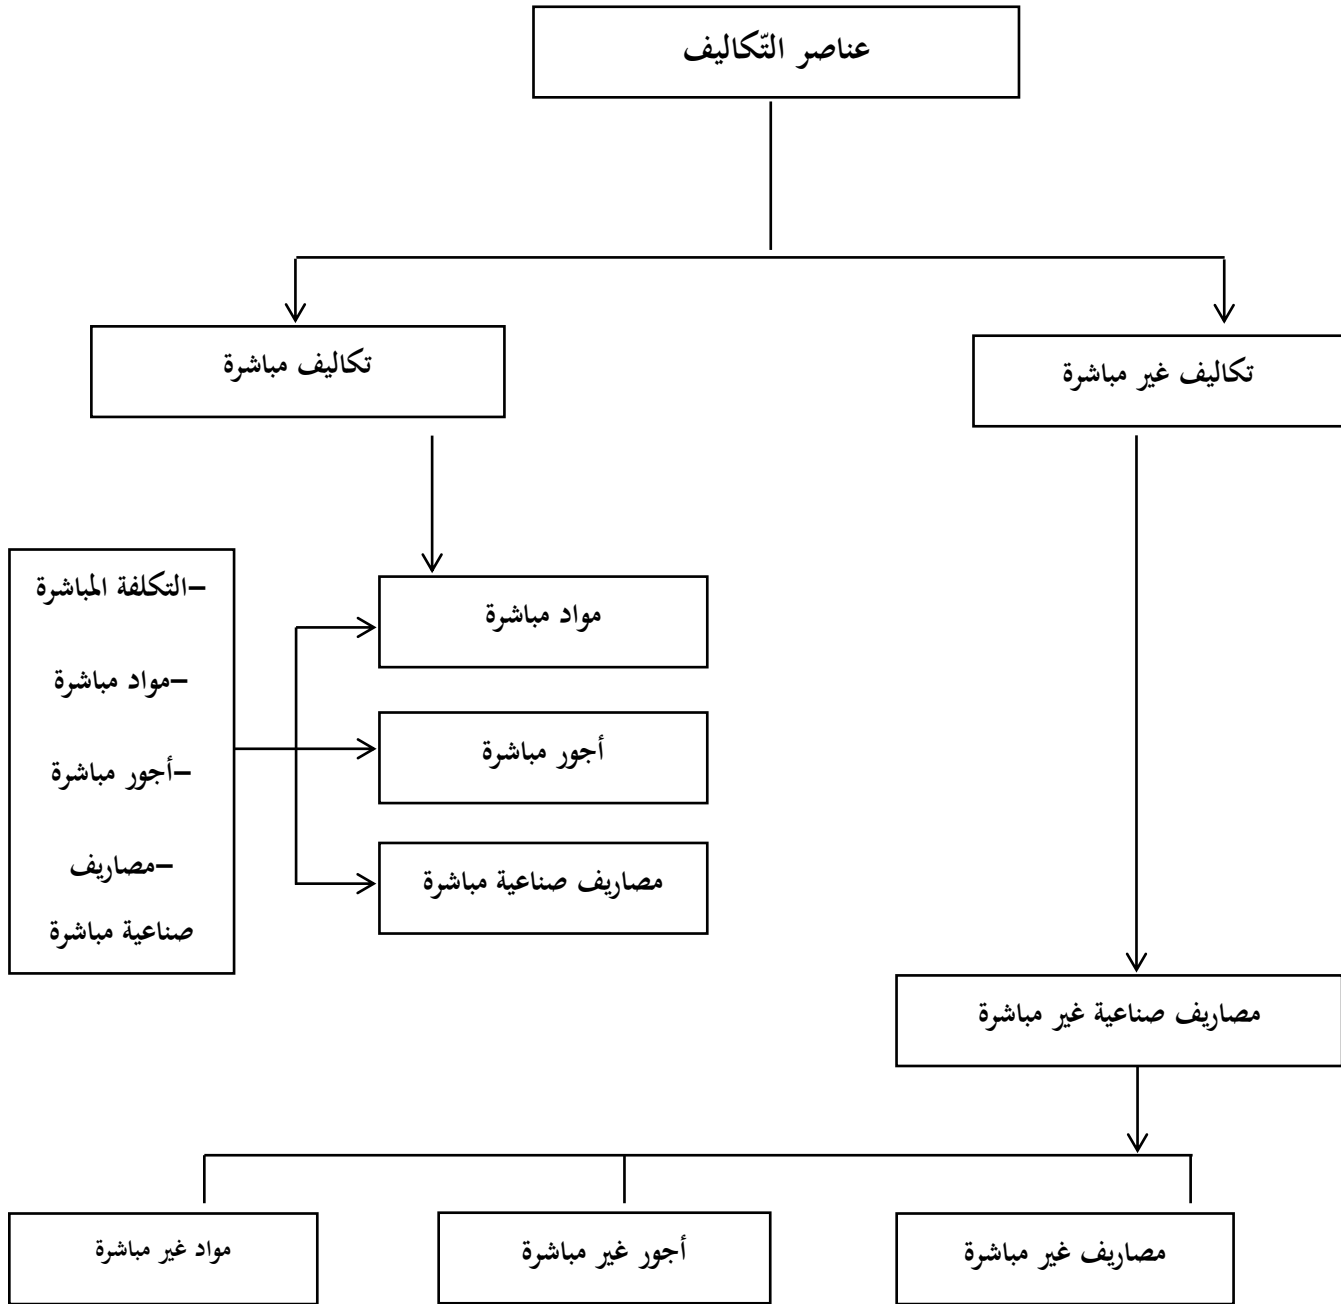 عناصر التّكاليف
تكاليف غير مباشرة
تكاليف مباشرة
مواد مباشرة
أجور مباشرة
مصاريف صناعية مباشرة
–التكلفة المباشرة
–مواد مباشرة
–أجور مباشرة
–مصاريف
صناعية مباشرة
مصاريف صناعية غير مباشرة
مصاريف غير مباشرة
أجور غير مباشرة
مواد غير مباشرة